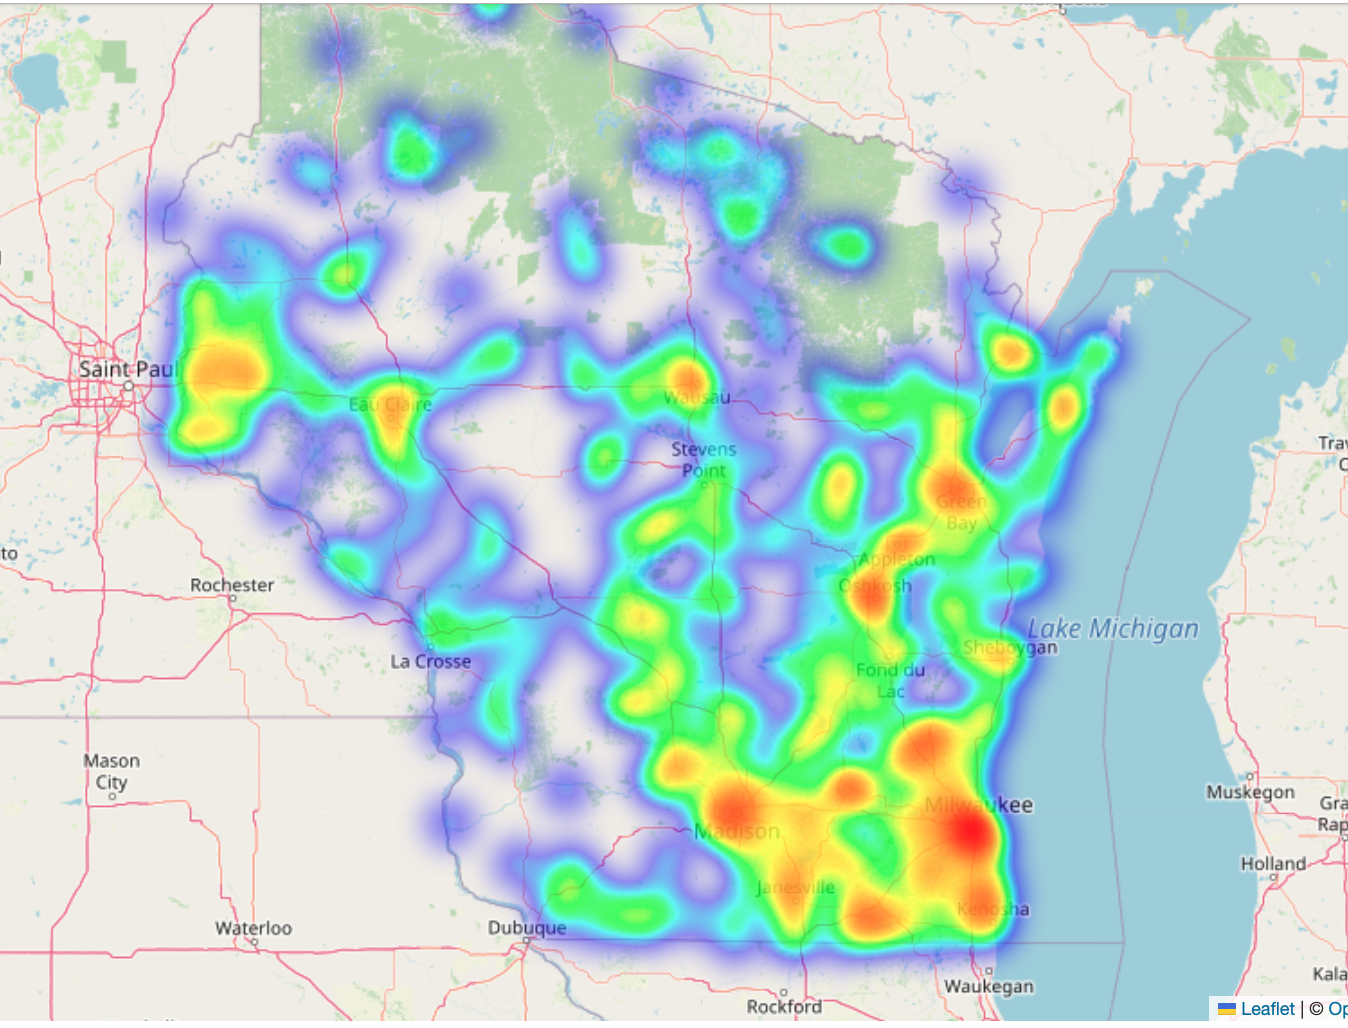 Saint Paul
Eau Claire
Wausau
Stevens
Point
Green
Bay
Appleton
Oshkosh
to
Rochester
La Crosse
Fond du
Lac
Sheboygan
Lake Michigan
Trav
C
Mason
City
Muskegon
Gra
Rap
Milwaukee
Madison
Holland
Janesville
Kenosha
Waterloo
Dubuque
Waukegan
Rockford
Kala
Leaflet | © Op